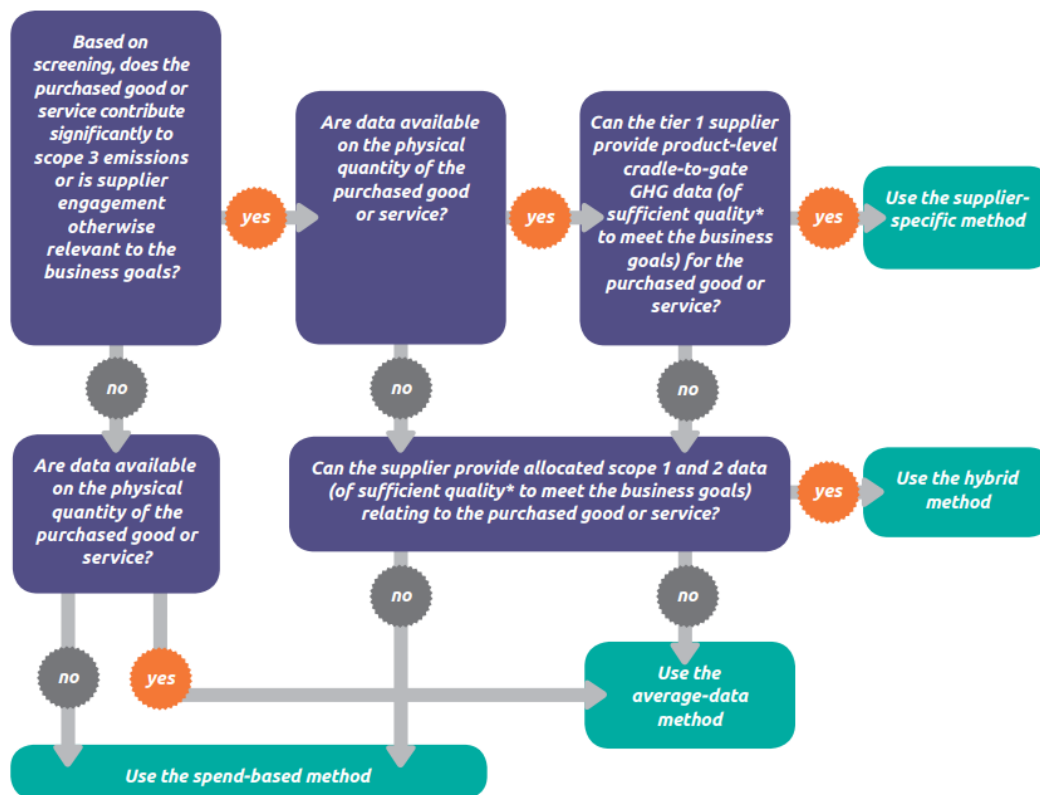 Based on
screening, does the
purchased good or
service contribute
significantly to
scope 3 emissions
or is supplier
engagement
otherwise
relevant to the
business goals?
yes
Are data available
on the physical
quantity of the
purchased good
or service?
yes
Can the tier 1 supplier
provide product-level
cradle-to-gate
GHG data (of
sufficient quality*
to meet the business
goals) for the
purchased good or
service?
yes
Use the supplier-
specific method
no
no
no
Are data available
on the physical
quantity of the
purchased good or
service?
Can the supplier provide allocated scope 1 and 2 data
(of sufficient quality* to meet the business goals)
relating to the purchased good or service?
yes
Use the hybrid
method
no
yes
no
no
Use the
average-data
method
Use the spend-based method